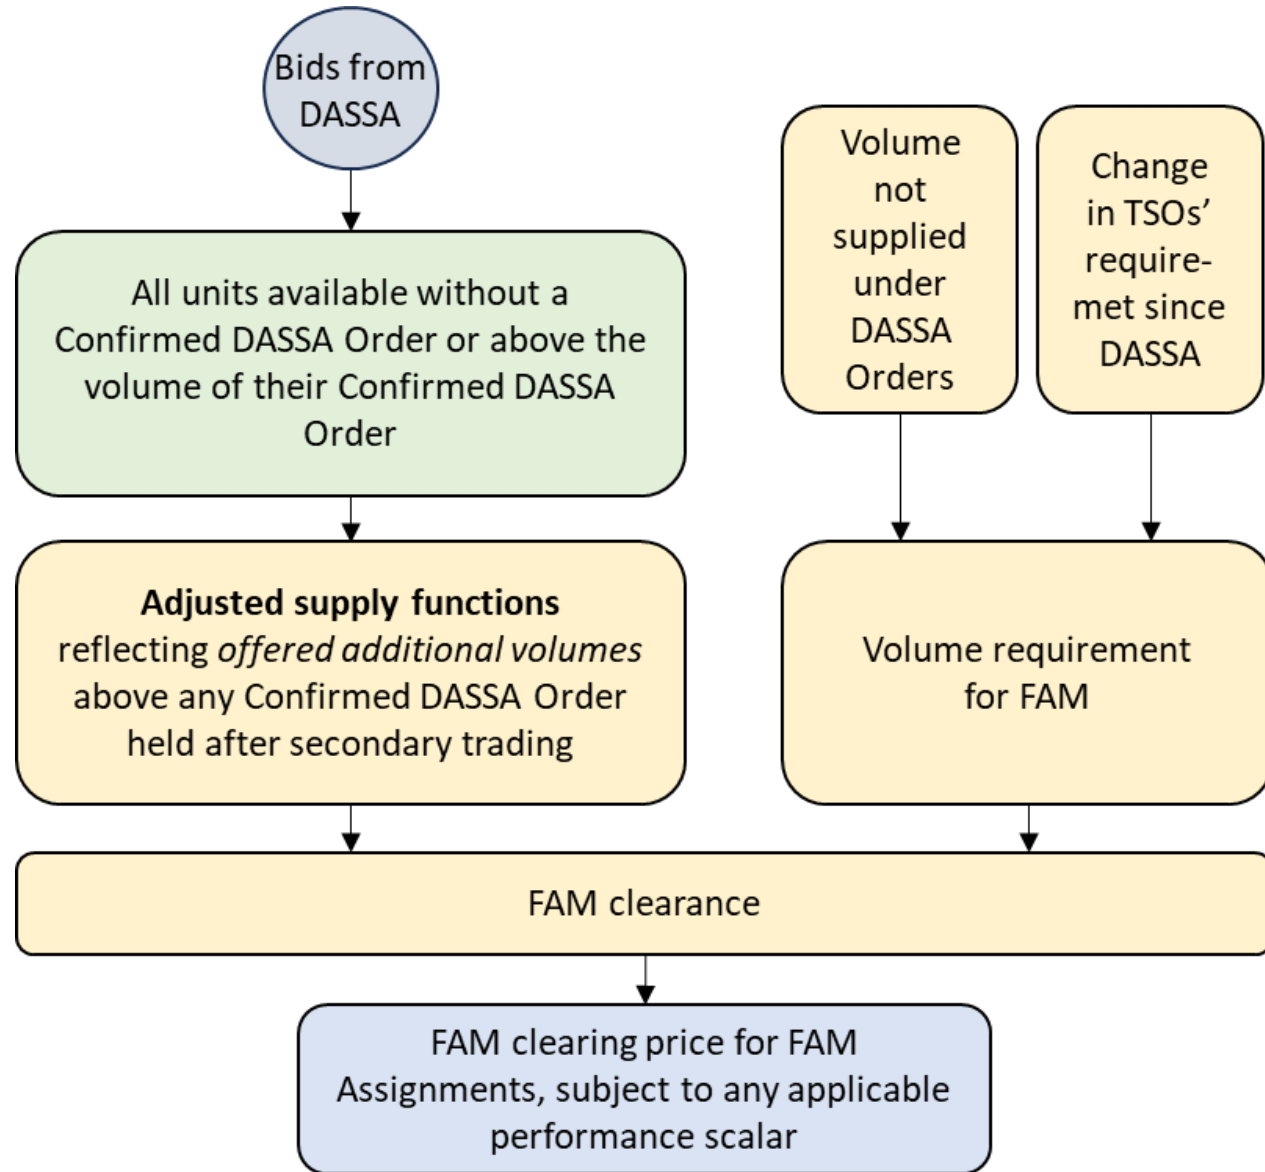 Bids from
DASSA
Volume
not
supplied
under
DASSA
Orders
Change
in TSOs’
require-
met since
DASSA
All units available without a
Confirmed DASSA Order or above the
volume of their Confirmed DASSA
Order
Adjusted supply functions
reflecting offered additional volumes
above any Confirmed DASSA Order
held after secondary trading
Volume requirement
for FAM
FAM clearance
FAM clearing price for FAM
Assignments, subject to any applicable
performance scalar